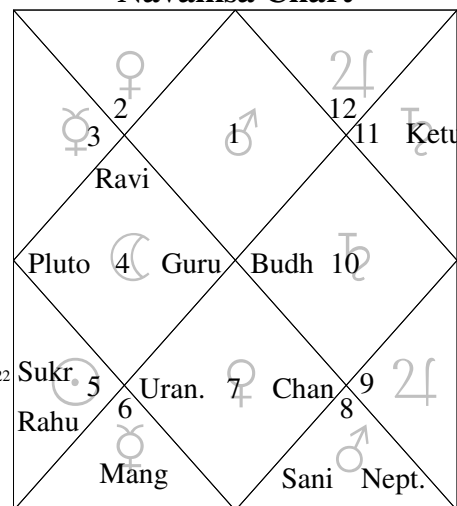 Navamsa Chart
2 12
3 1 11 Ketu
Ravi
Pluto 4 Guru Budh 10
22 Sukr 5 Uran. 7 Chan 9
Rahu 6 8
Mang Sani Nept.